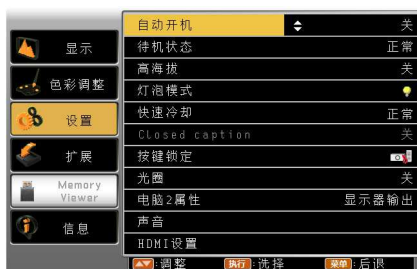 显示
色彩调整
设置
扩展
Memory
Viewer
信息
自动开机 关
待机状态 正常
高海拔 关
灯泡模式
快速冷却 正常
Closed caption 关
按键锁定
光圈 关
电脑2属性 显示器输出
声音
HDMI设置
:调整 执行:选择 菜单:后退